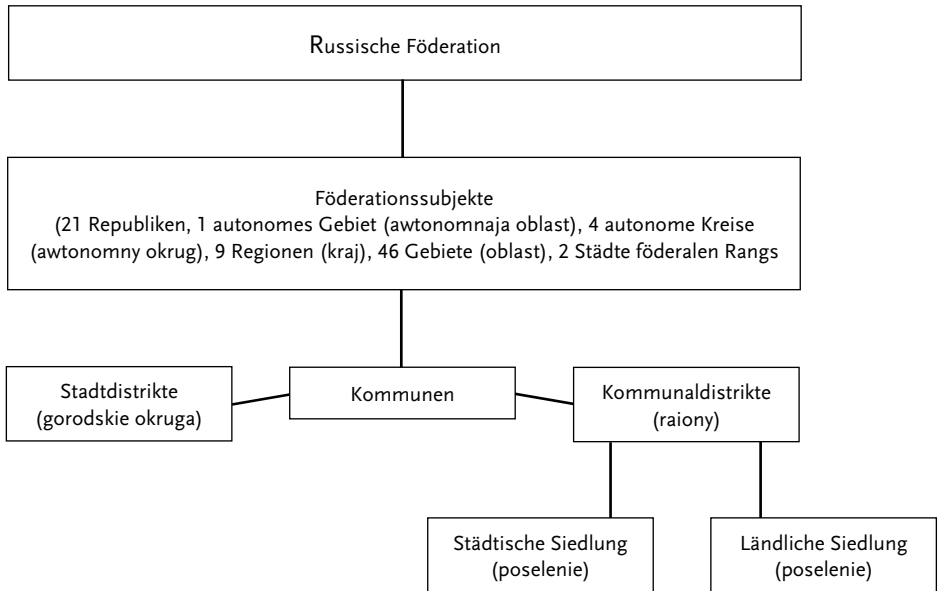 Russische Föderation
Föderationssubjekte
(21 Republiken, 1 autonomes Gebiet (awtonomnaja oblast), 4 autonome Kreise
(awtonomny okrug), 9 Regionen (kraj), 46 Gebiete (oblast), 2 Städte föderalen Rangs
Stadtdistrikte
(gorodskie okruga)
Kommunen
Kommunaldistrikte
(raiony)
Städtische Siedlung
(poselenie)
Ländliche Siedlung
(poselenie)